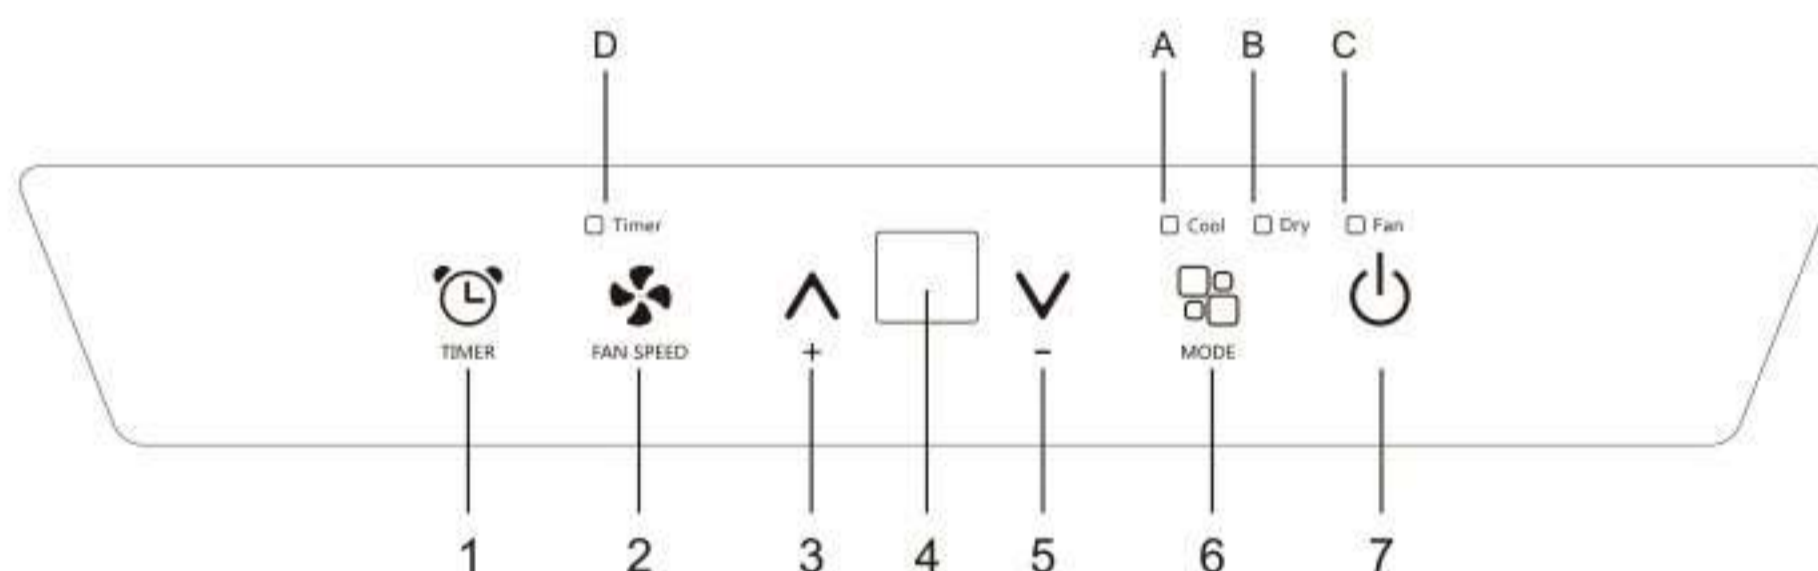 D A B C
Timer Cool Dry Fan
TIMER FAN SPEED + − MODE
1 2 3 4 5 6 7